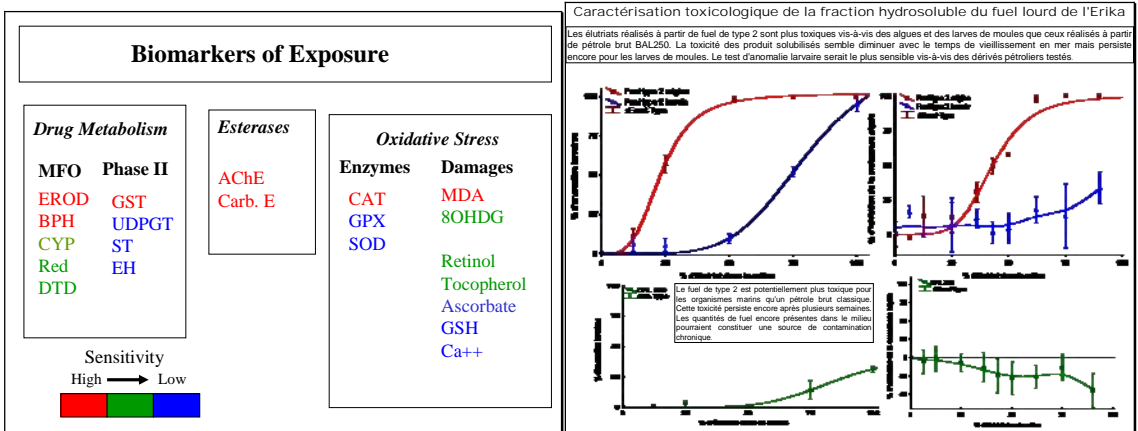 Biomarkers of Exposure
Drug Metabolism
MFO
EROD
BPH
CYP
Red
DTD
Phase II
GST
UDPGT
ST
EH
Esterases
AChE
Carb. E
Oxidative Stress
Enzymes
CAT
GPX
SOD
Damages
MDA
8OHDG
Retinol
Tocopherol
Ascorbate
GSH
Ca++
Sensitivity
High Low
Caractérisation toxicologique de la fraction hydrosoluble du fuel lourd de l'Erika
Les élutriats réalisés à partir de fuel de type 2 sont plus toxiques vis-à-vis des algues et des larves de moules que ceux réalisés à partir
de pétrole brut BAL250. La toxicité des produit solubilisés semble diminuer avec le temps de vieillissement en mer mais persiste
encore pour les larves de moules. Le test d'anomalie larvaire serait le plus sensible vis-à-vis des dérivés pétroliers testés.
Le fuel de type 2 est potentiellement plus toxique pour
les organismes marins qu'un pétrole brut classique.
Cette toxicité persiste encore après plusieurs semaines.
Les quantités de fuel encore présentes dans le milieu
pourraient constituer une source de contamination
chronique.